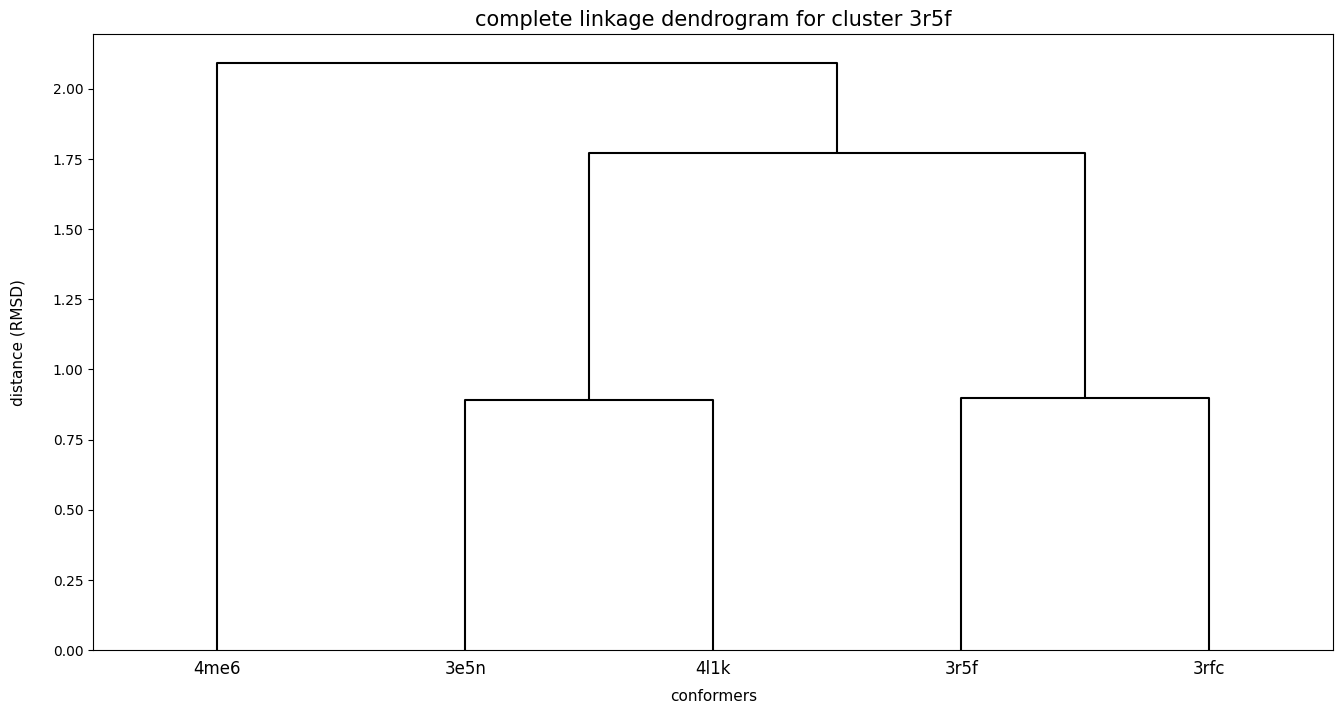 complete linkage dendrogram for cluster 3r5f
distance (RMSD)
2.00
1.75
1.50
1.25
1.00
0.75
0.50
0.25
0.00
4me6 3e5n 4l1k 3r5f 3rfc
conformers